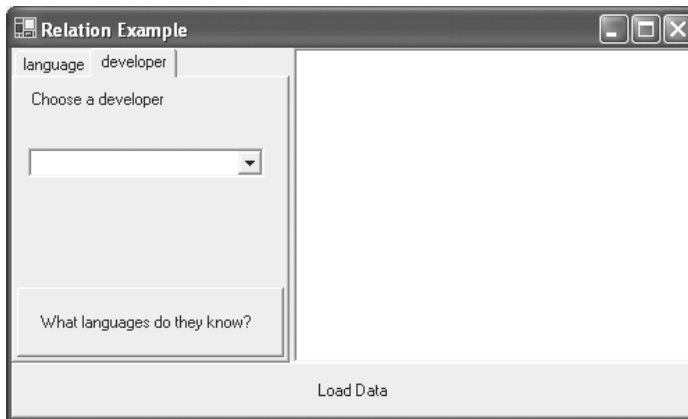 Relation Example
language developer
Choose a developer
What languages do they know?
Load Data